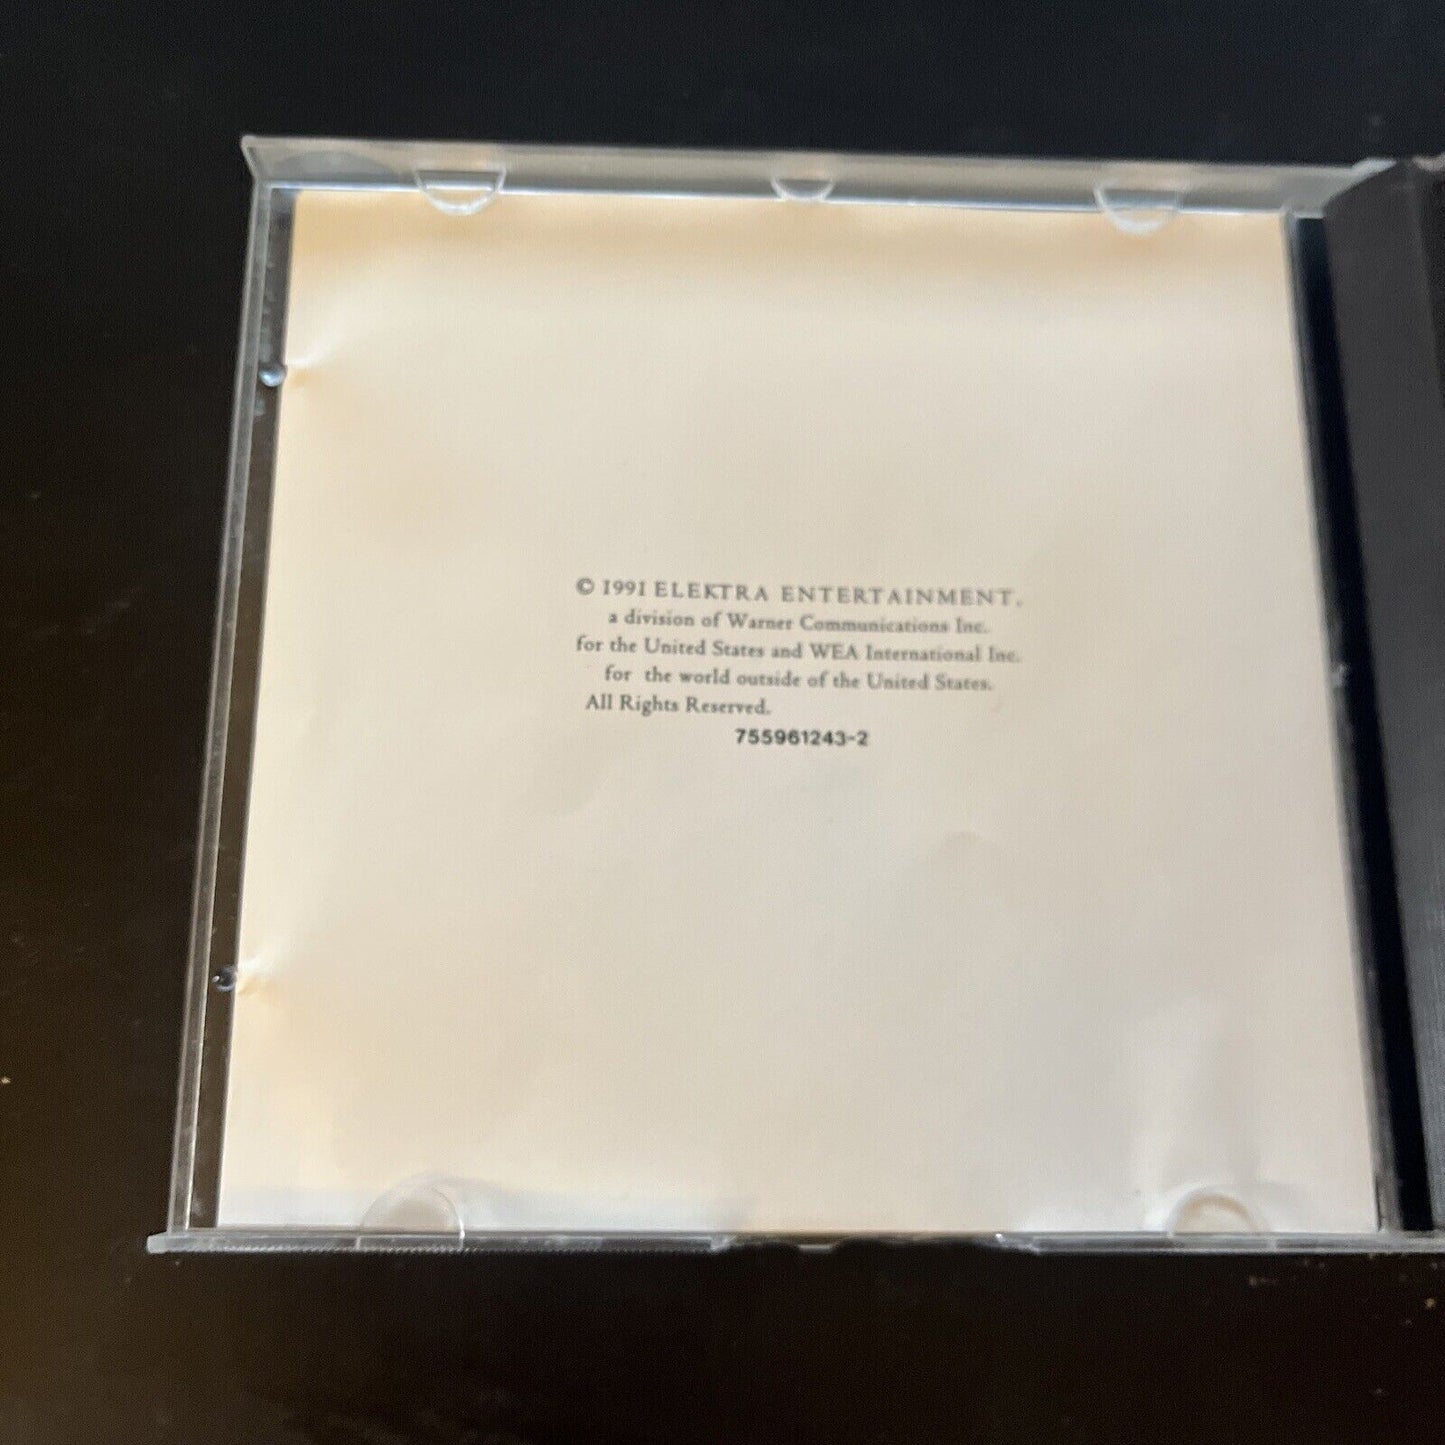 © 1991 ELEKTRA ENTERTAINMENT.
a division of Warner Communications Inc.
for the United States and WEA International Inc.
for the world outside of the United States.
All Rights Reserved.
755961243-2